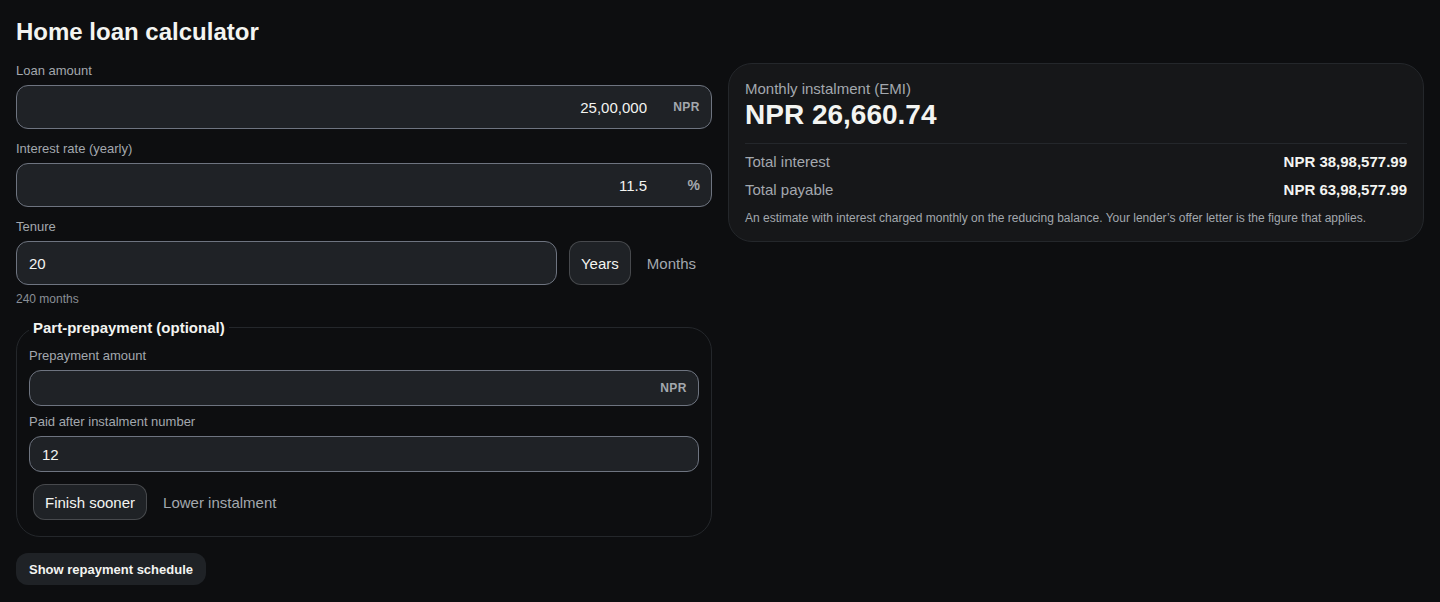 Home loan calculator
Loan amount
25,00,000 NPR
Interest rate (yearly)
11.5 %
Tenure
20 Years Months
240 months
Part-prepayment (optional)
Prepayment amount
NPR
Paid after instalment number
12
Finish sooner Lower instalment
Show repayment schedule
Monthly instalment (EMI)
NPR 26,660.74
Total interest NPR 38,98,577.99
Total payable NPR 63,98,577.99
An estimate with interest charged monthly on the reducing balance. Your lender’s offer letter is the figure that applies.